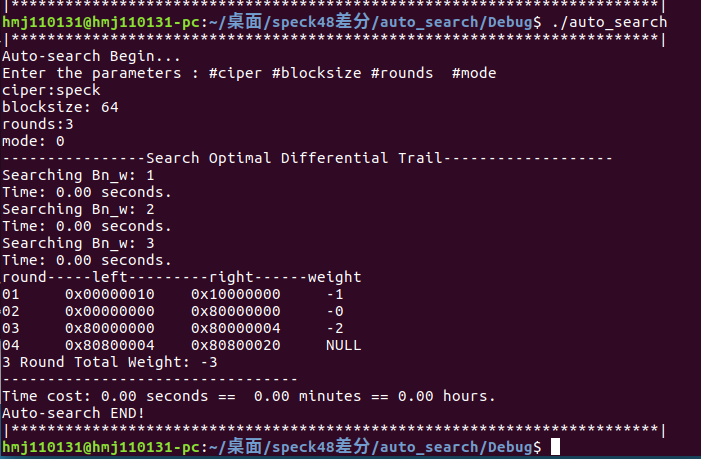 |************************************************************************|
hmj110131@hmj110131-pc:~/桌面/speck48差分/auto_search/Debug$ ./auto_search
|************************************************************************|
Auto-search Begin...
Enter the parameters : #ciper #blocksize #rounds  #mode
ciper:speck
blocksize: 64
rounds:3
mode: 0
----------------Search Optimal Differential Trail-------------------
Searching Bn_w: 1
Time: 0.00 seconds.
Searching Bn_w: 2
Time: 0.00 seconds.
Searching Bn_w: 3
Time: 0.00 seconds.
round-----left---------right------weight
01     0x00000010    0x10000000     -1
02     0x00000000    0x80000000     -0
03     0x80000000    0x80000004     -2
04     0x80800004    0x80800020     NULL
3 Round Total Weight: -3
---------------------------------
Time cost: 0.00 seconds ==  0.00 minutes == 0.00 hours.
Auto-search END!
|************************************************************************|
hmj110131@hmj110131-pc:~/桌面/speck48差分/auto_search/Debug$